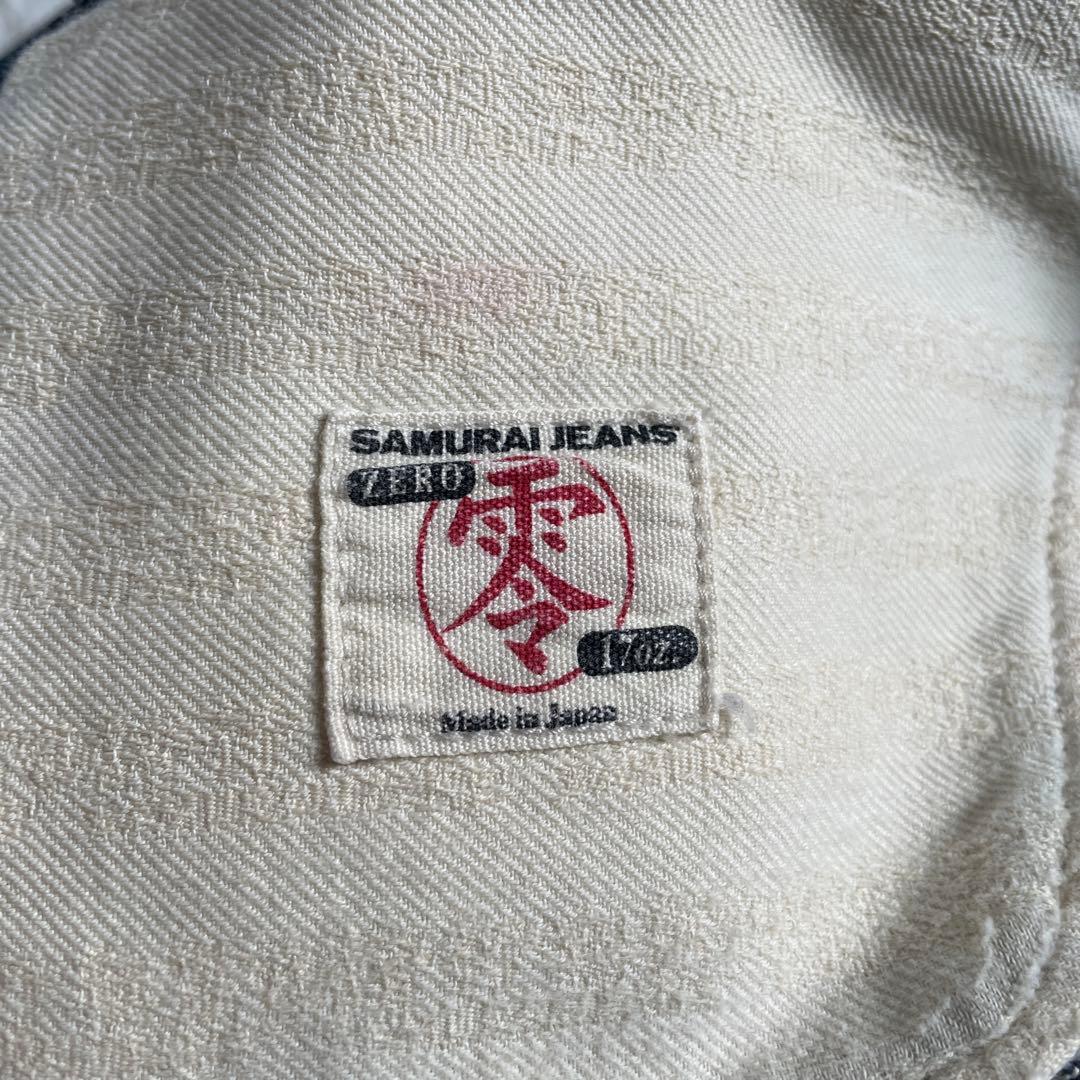 SAMURAI JEANS
ZERO
零
17oz.
Made in Japan